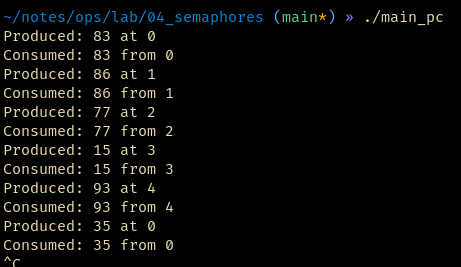 ~/notes/ops/lab/04_semaphores (main*) » ./main_pc
Produced: 83 at 0
Consumed: 83 from 0
Produced: 86 at 1
Consumed: 86 from 1
Produced: 77 at 2
Consumed: 77 from 2
Produced: 15 at 3
Consumed: 15 from 3
Produced: 93 at 4
Consumed: 93 from 4
Produced: 35 at 0
Consumed: 35 from 0
^C